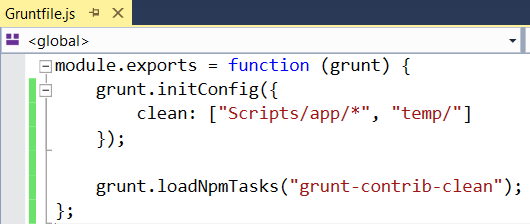 Gruntfile.js
<global>
module.exports = function (grunt) {
    grunt.initConfig({
        clean: ["Scripts/app/*", "temp/"]
    });

    grunt.loadNpmTasks("grunt-contrib-clean");
};